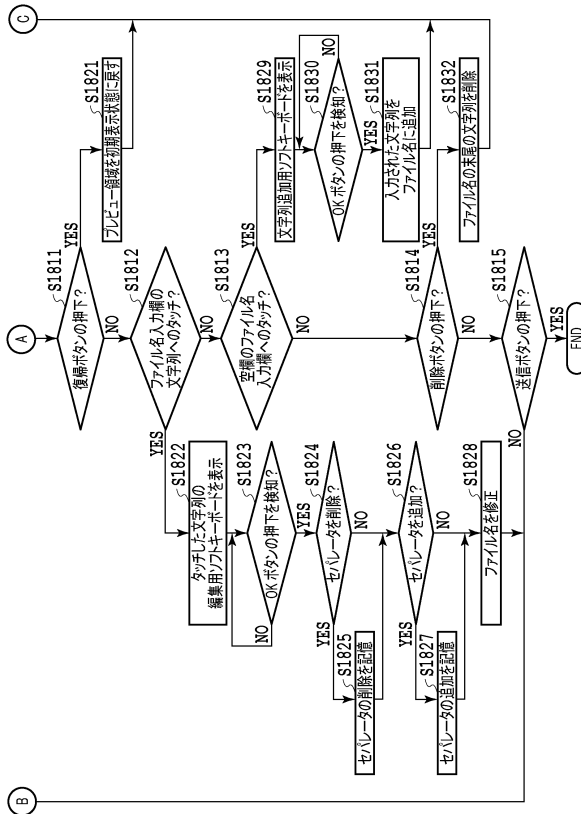 A
B
C
S1811
復帰ボタンの押下?
YES
NO
S1821
プレビュー領域を初期表示状態に戻す
S1812
ファイル名入力欄の
文字列へのタッチ?
YES
NO
S1822
タッチした文字列の
編集用ソフトキーボードを表示
S1823
OKボタンの押下を検知?
NO
YES
S1824
セパレータを削除?
YES
NO
S1825
セパレータの削除を記憶
S1826
セパレータを追加?
YES
NO
S1827
セパレータの追加を記憶
S1828
ファイル名を修正
S1813
空欄のファイル名
入力欄へのタッチ?
YES
NO
S1829
文字列追加用ソフトキーボードを表示
S1830
OKボタンの押下を検知?
NO
YES
S1831
入力された文字列を
ファイル名に追加
S1814
削除ボタンの押下?
YES
NO
S1832
ファイル名の末尾の文字列を削除
S1815
送信ボタンの押下?
NO
YES
END